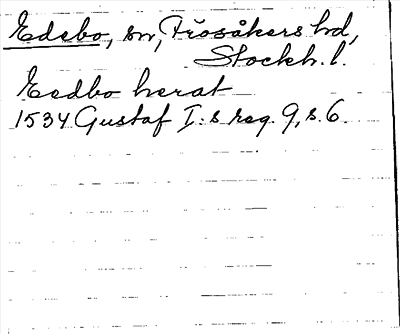 Edebo, sn, Frösåkers hd,
Stockh. l.
Eedbo herat
1534 Gustaf I:s reg. 9, s. 6.